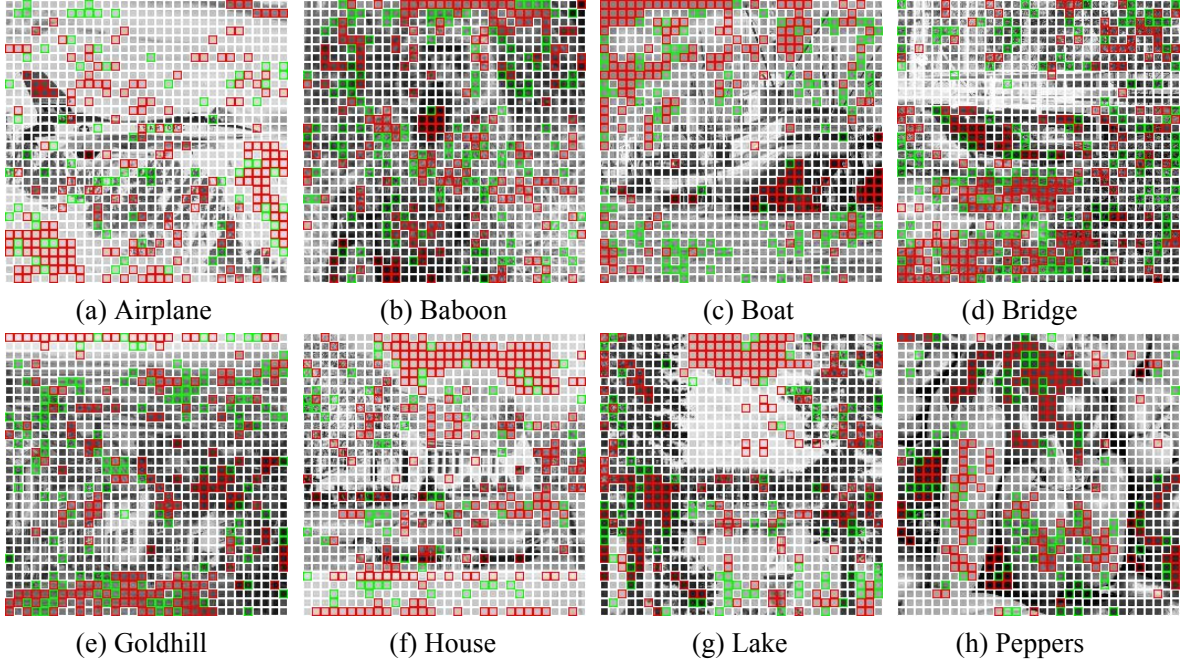 (a) Airplane
(b) Baboon
(c) Boat
(d) Bridge
(e) Goldhill
(f) House
(g) Lake
(h) Peppers